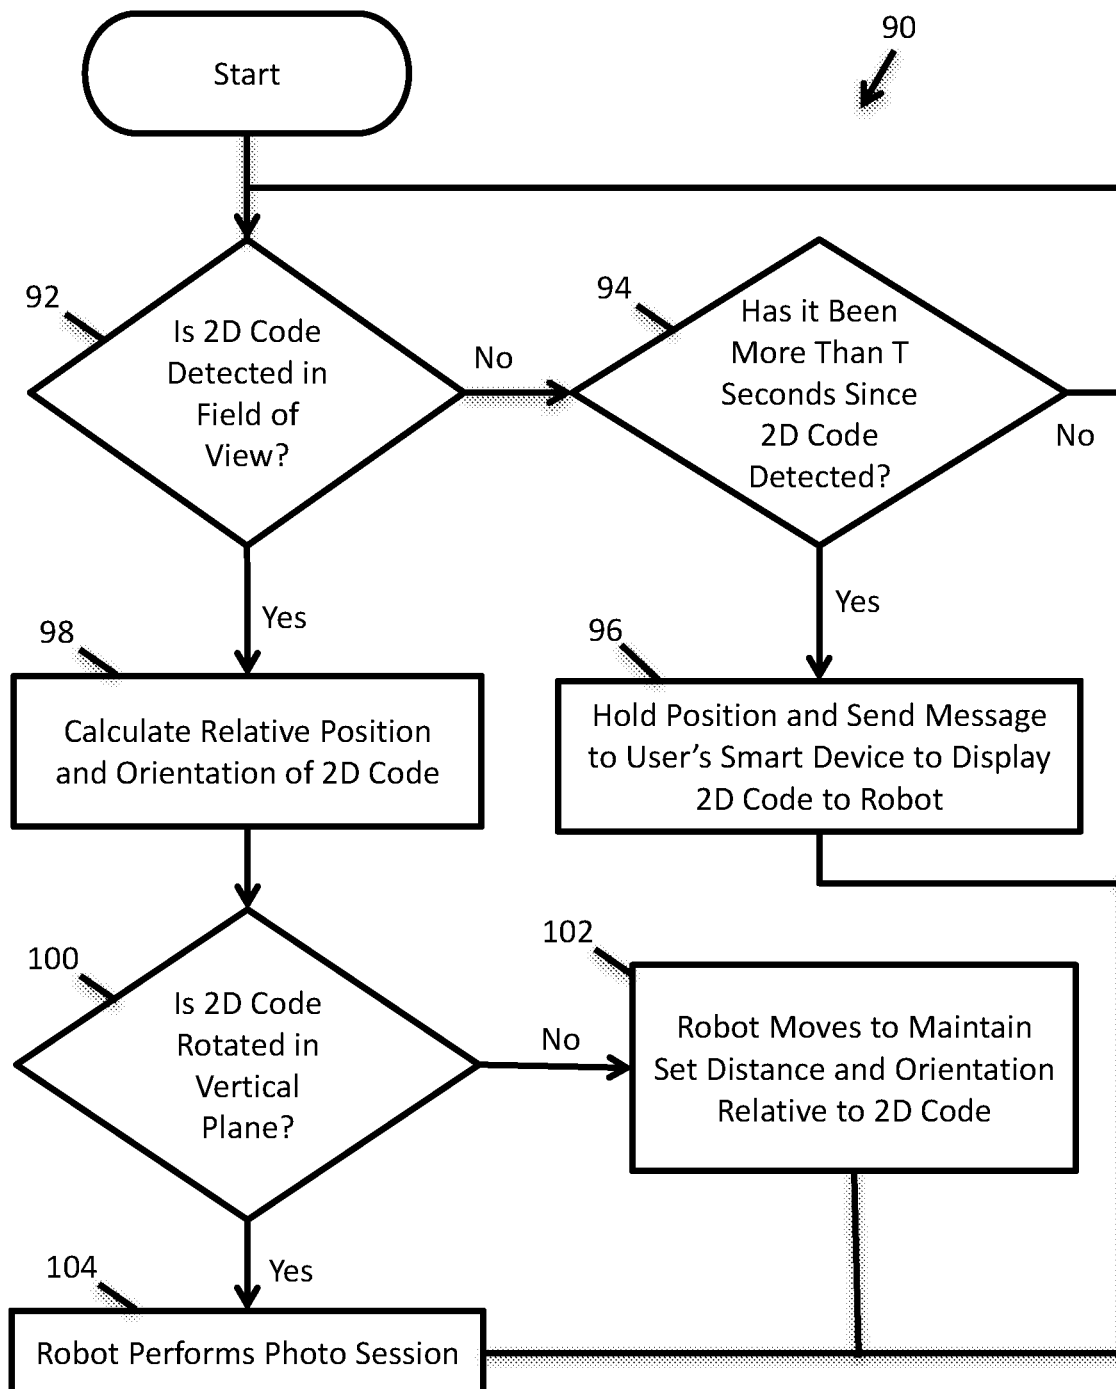 Start
90
92
Is 2D Code
Detected in
Field of
View?
No
94
Has it Been
More Than T
Seconds Since
2D Code
Detected?
No
Yes
98
Calculate Relative Position
and Orientation of 2D Code
Yes
96
Hold Position and Send Message
to User's Smart Device to Display
2D Code to Robot
100
Is 2D Code
Rotated in
Vertical
Plane?
No
102
Robot Moves to Maintain
Set Distance and Orientation
Relative to 2D Code
Yes
104
Robot Performs Photo Session